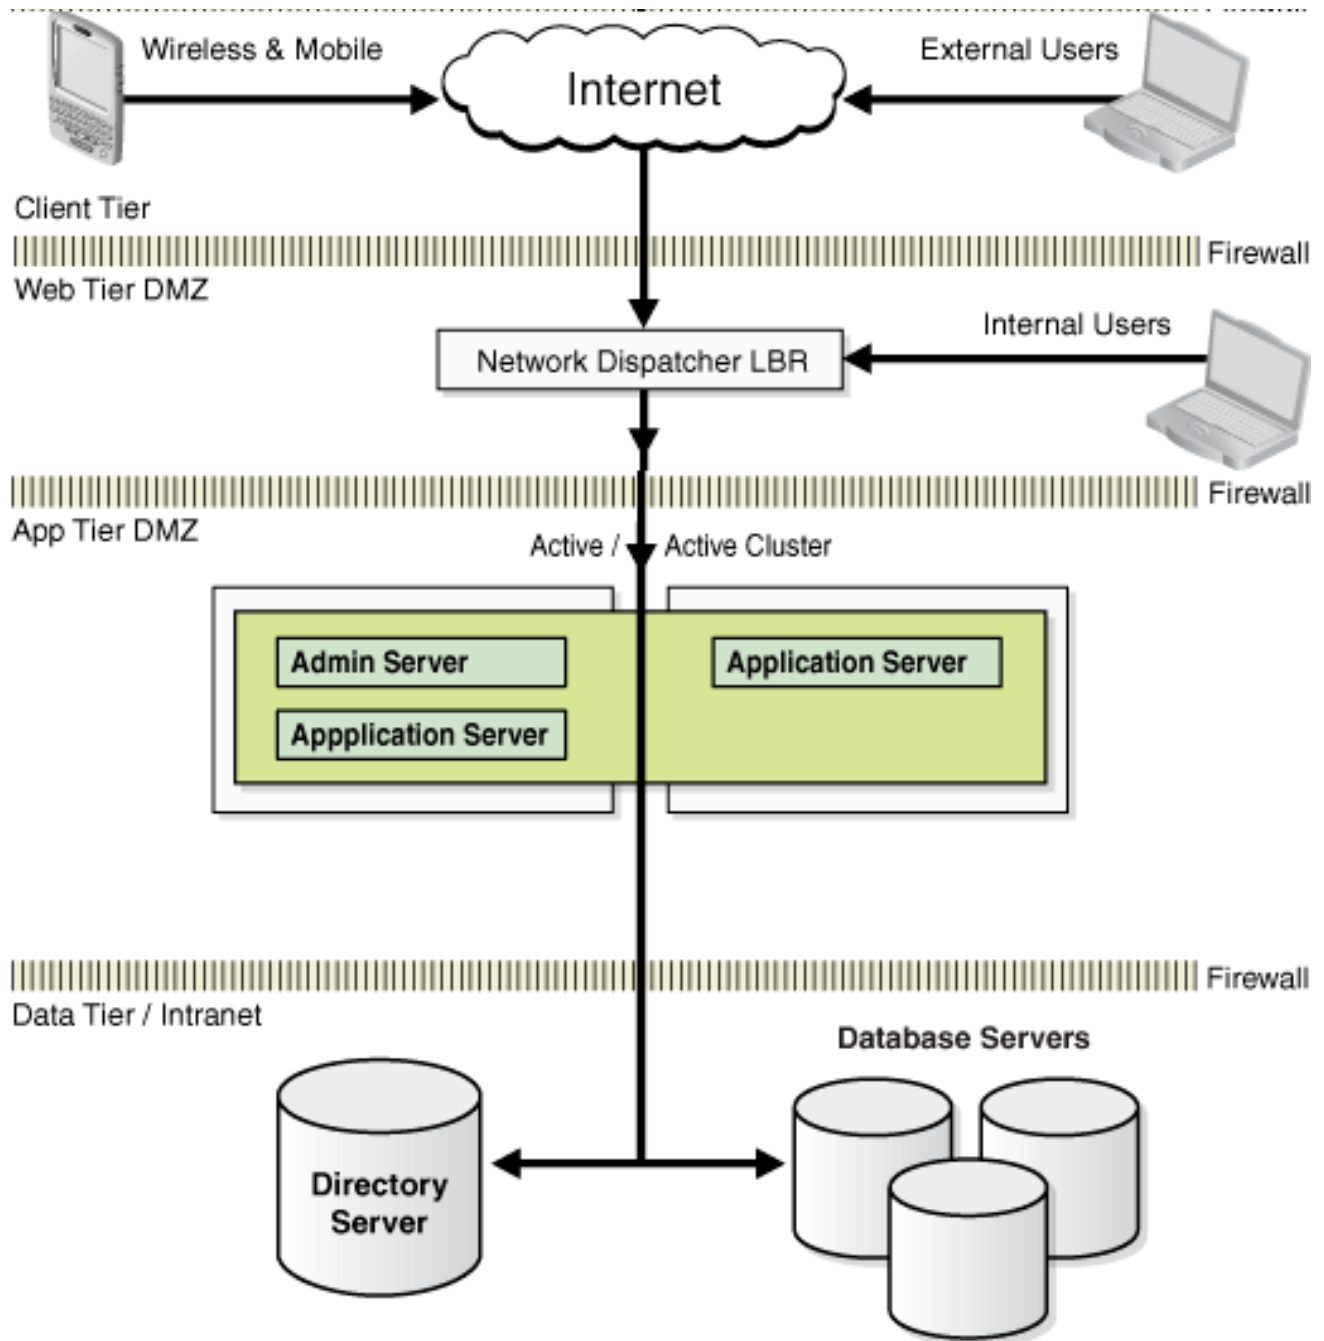 Wireless & Mobile
Internet
External Users
Client Tier
Firewall
Web Tier DMZ
Internal Users
Network Dispatcher LBR
Firewall
App Tier DMZ
Active / Active Cluster
Admin Server
Application Server
Appplication Server
Firewall
Data Tier / Intranet
Database Servers
Directory
Server